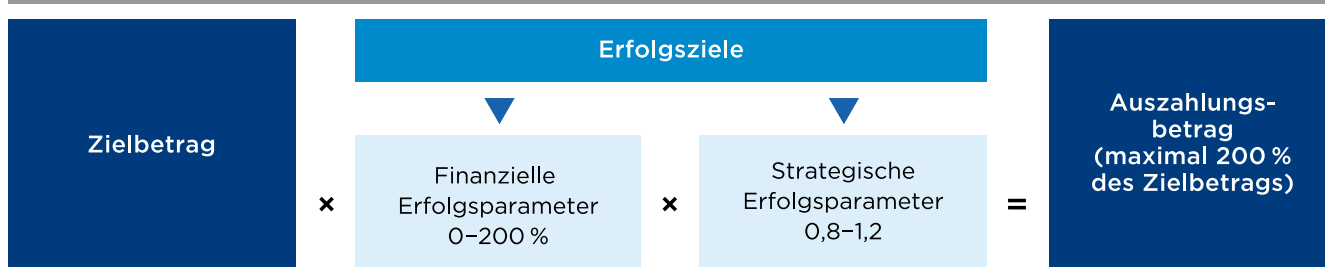 Zielbetrag
×
Erfolgsziele
Finanzielle
Erfolgsparameter
0–200 %
×
Strategische
Erfolgsparameter
0,8–1,2
=
Auszahlungs-
betrag
(maximal 200 %
des Zielbetrags)